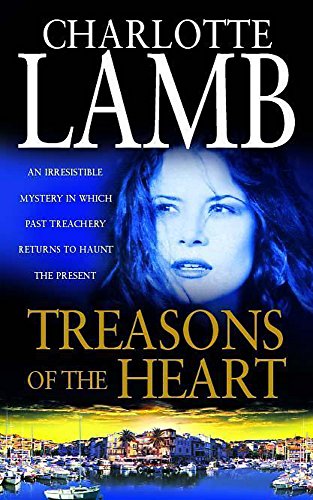 CHARLOTTE
LAMB
AN IRRESISTIBLE
MYSTERY IN WHICH
PAST TREACHERY
RETURNS TO HAUNT
THE PRESENT
TREASONS
OF THE HEART